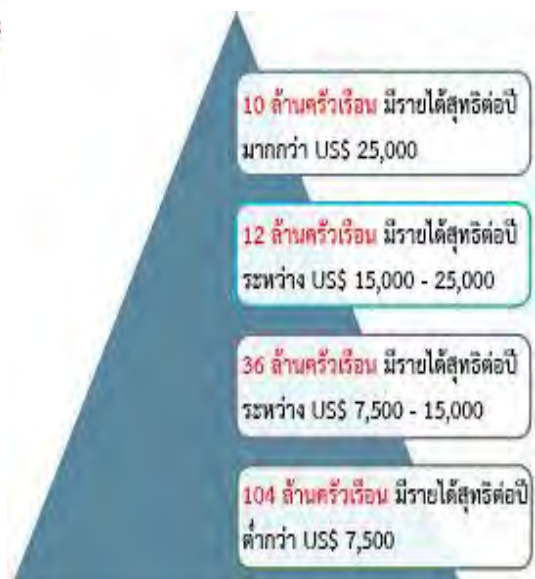 10 ล้านครัวเรือน มีรายได้สุทธิต่อปี
มากกว่า US$ 25,000
12 ล้านครัวเรือน มีรายได้สุทธิต่อปี
ระหว่าง US$ 15,000 - 25,000
36 ล้านครัวเรือน มีรายได้สุทธิต่อปี
ระหว่าง US$ 7,500 - 15,000
104 ล้านครัวเรือน มีรายได้สุทธิต่อปี
ต่ำกว่า US$ 7,500